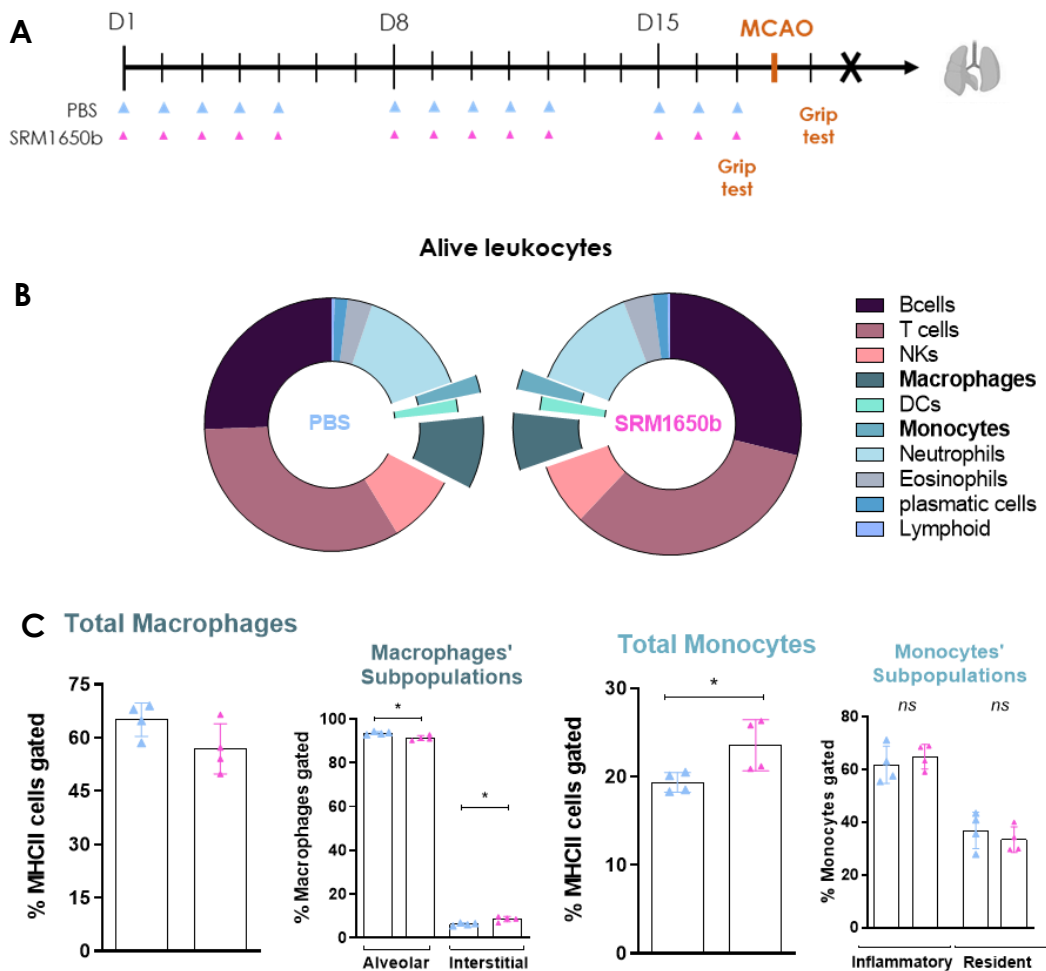 A
D1
D8
D15
MCAO
PBS
SRM1650b
Grip
test
Grip
test
Alive leukocytes
B
PBS
SRM1650b
Bcells
T cells
NKs
Macrophages
DCs
Monocytes
Neutrophils
Eosinophils
plasmatic cells
Lymphoid
C
Total Macrophages
% MHCII cells gated
75
60
45
30
15
0
Macrophages'
Subpopulations
% Macrophages gated
100
80
60
40
20
0
*
*
Alveolar
Interstitial
Total Monocytes
% MHCII cells gated
30
20
10
0
*
Monocytes'
Subpopulations
% Monocytes gated
80
60
40
20
0
ns
ns
Inflammatory
Resident